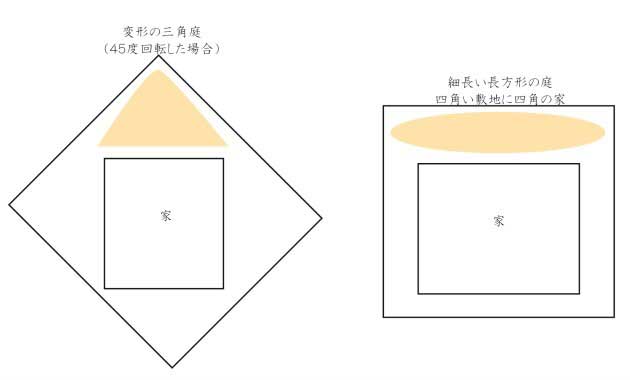 変形の三角庭
（45度回転した場合）
家
細長い長方形の庭
四角い敷地に四角の家
家